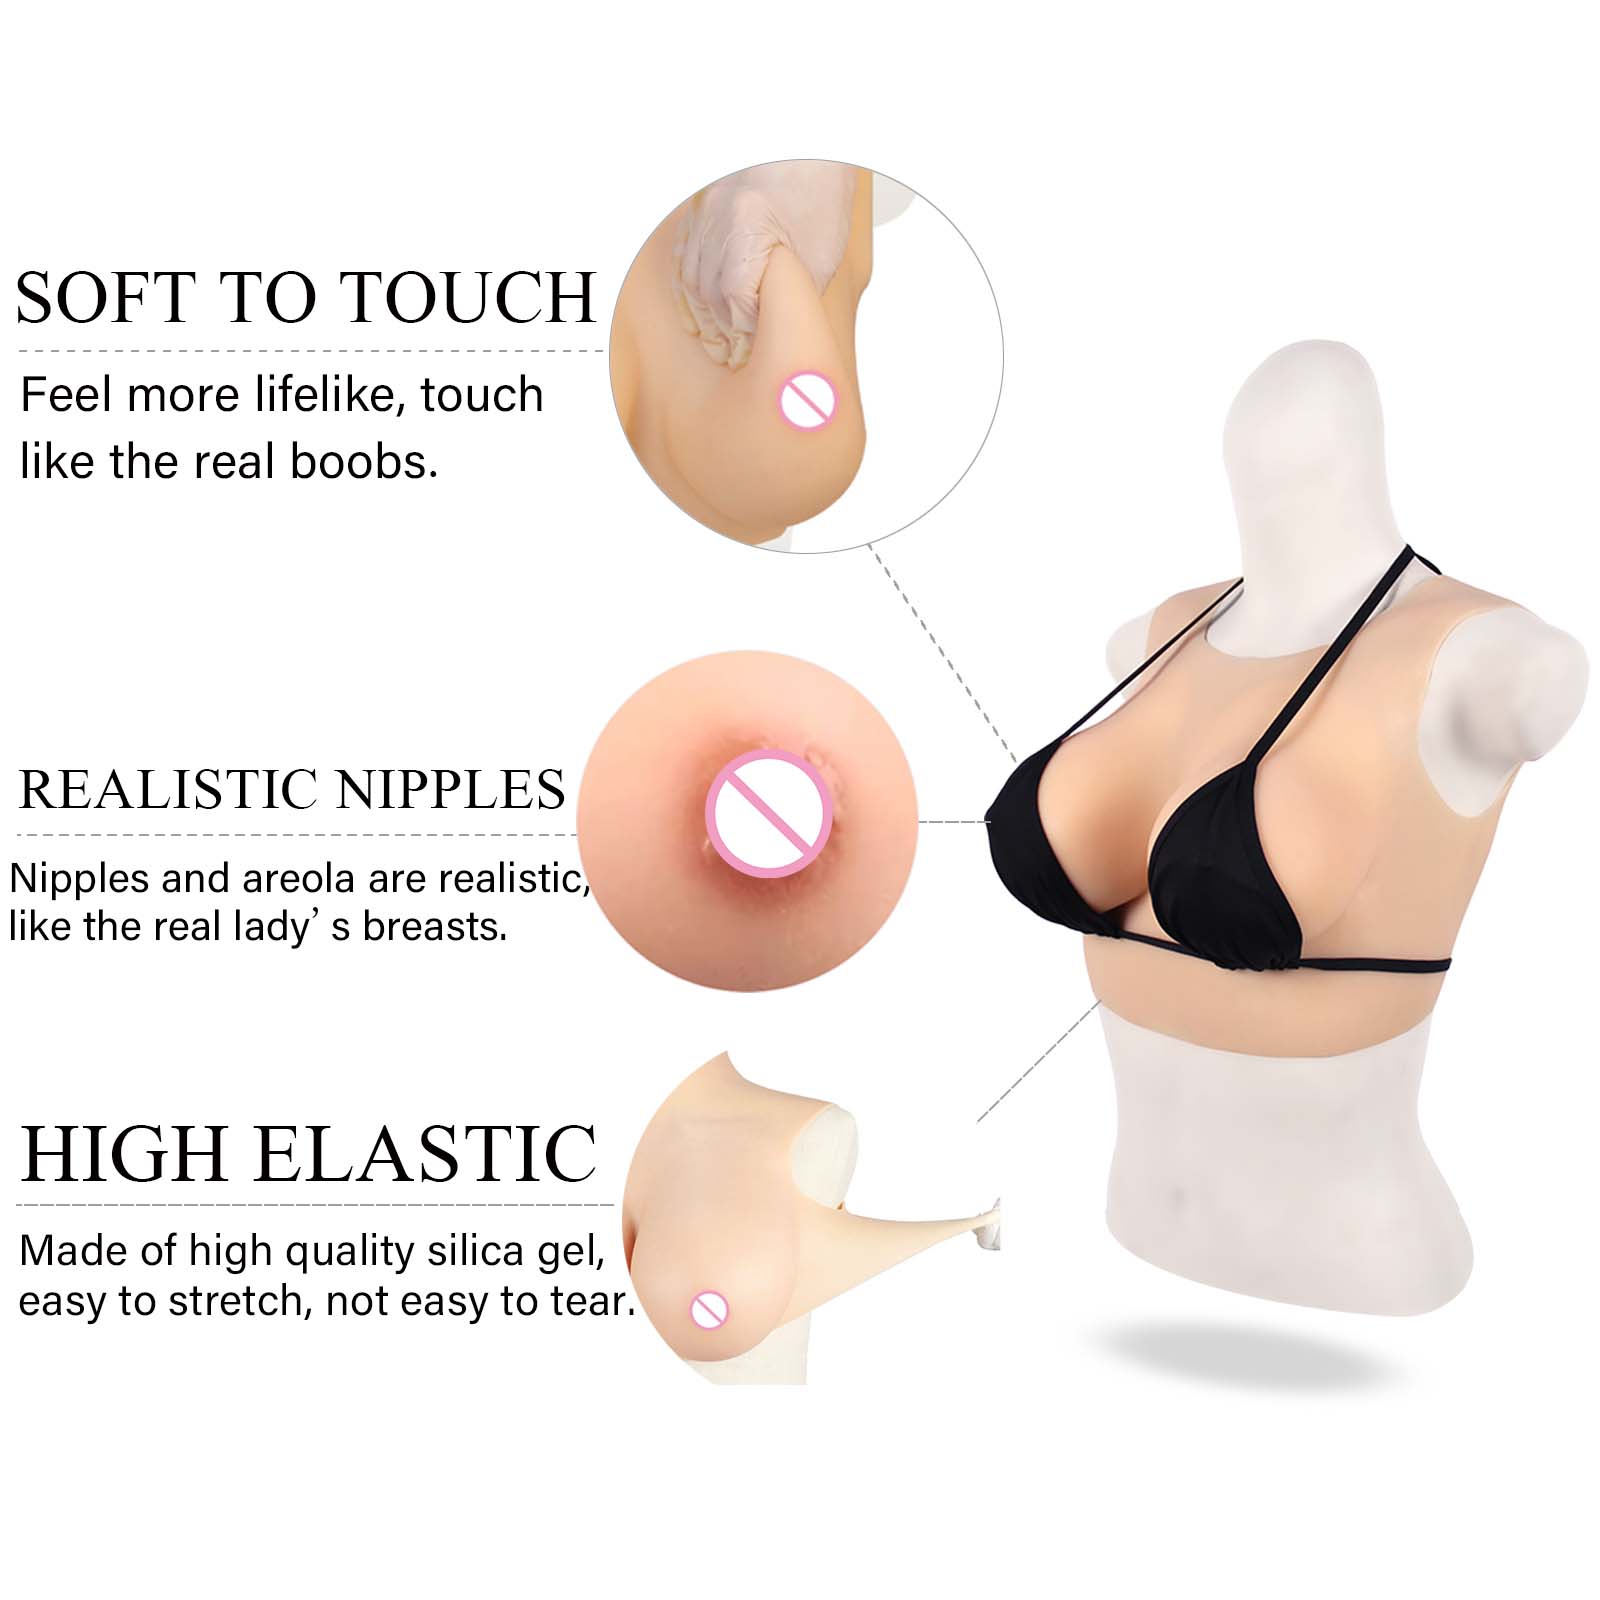 SOFT TO TOUCH
Feel more lifelike, touch
like the real boobs.
REALISTIC NIPPLES
Nipples and areola are realistic,
like the real lady’ s breasts.
HIGH ELASTIC
Made of high quality silica gel,
easy to stretch, not easy to tear.